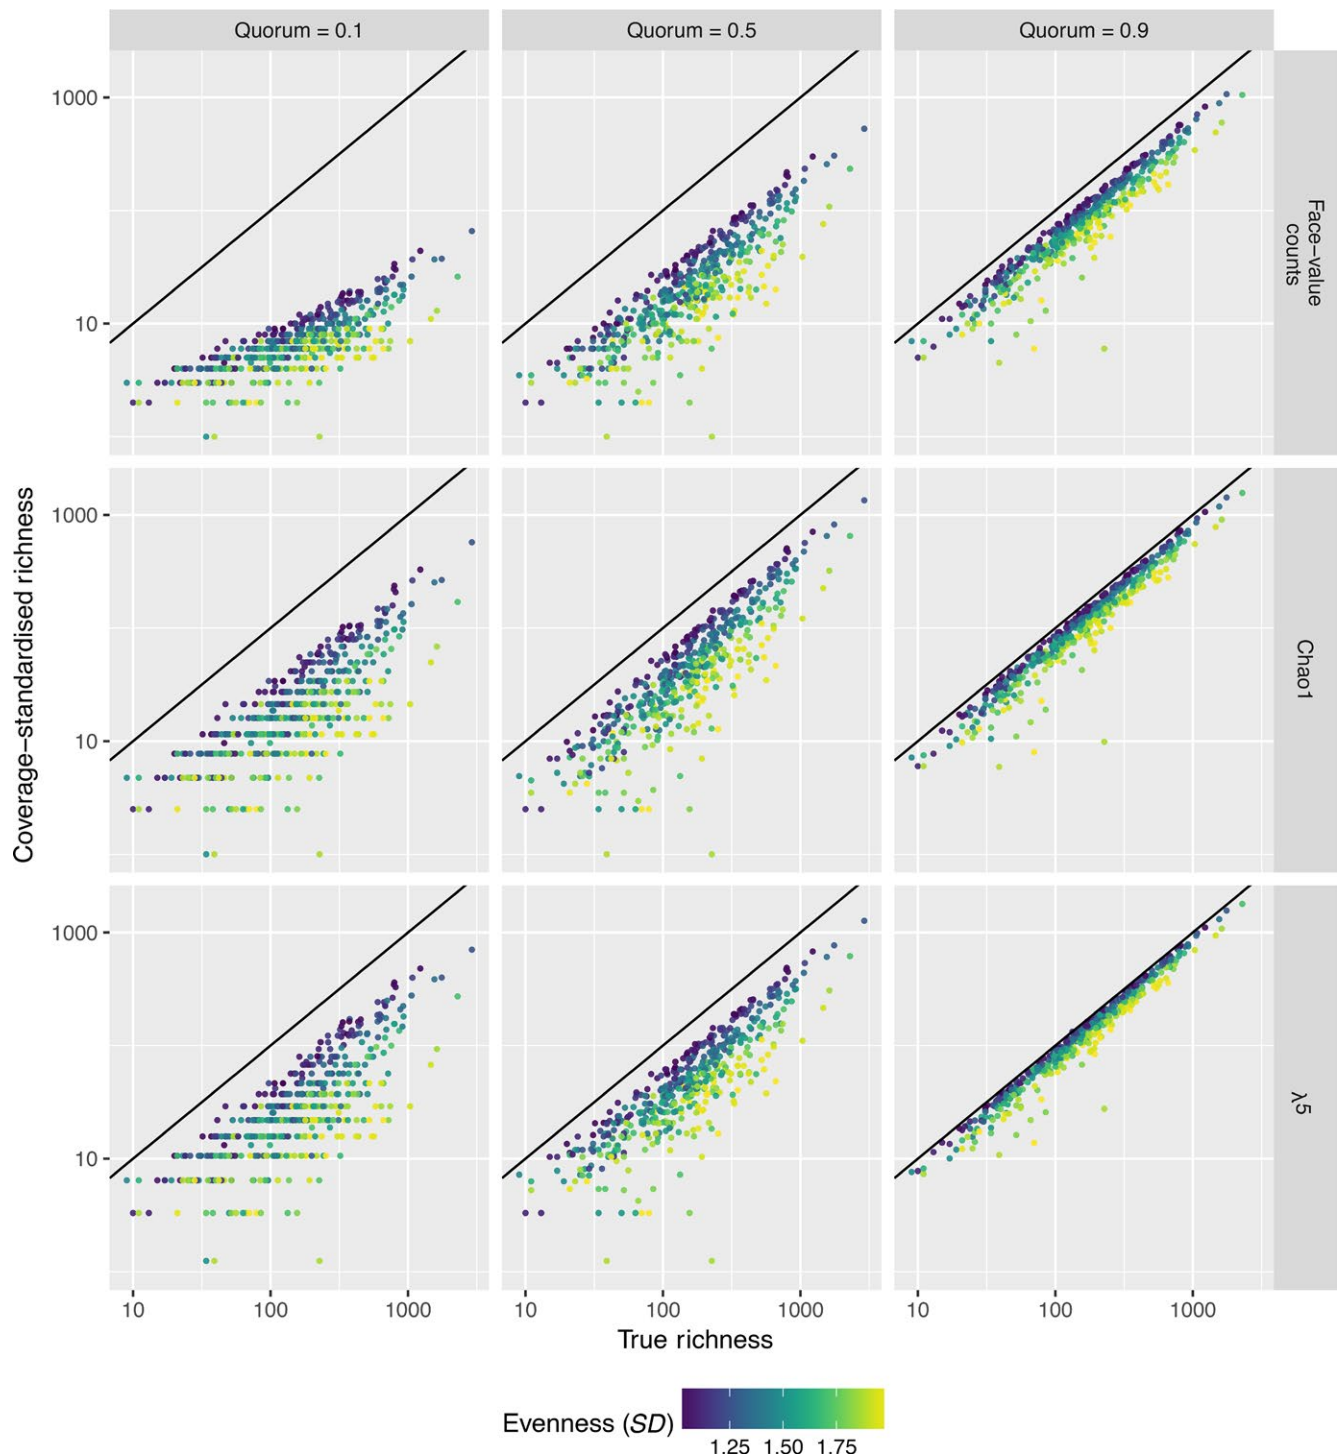 Quorum = 0.1
Quorum = 0.5
Quorum = 0.9
1000
10
Face−value
counts
Coverage−standardised richness
1000
10
Chao1
1000
10
λ5
10
100
1000
10
100
1000
10
100
1000
True richness
Evenness (SD)
1.25
1.50
1.75